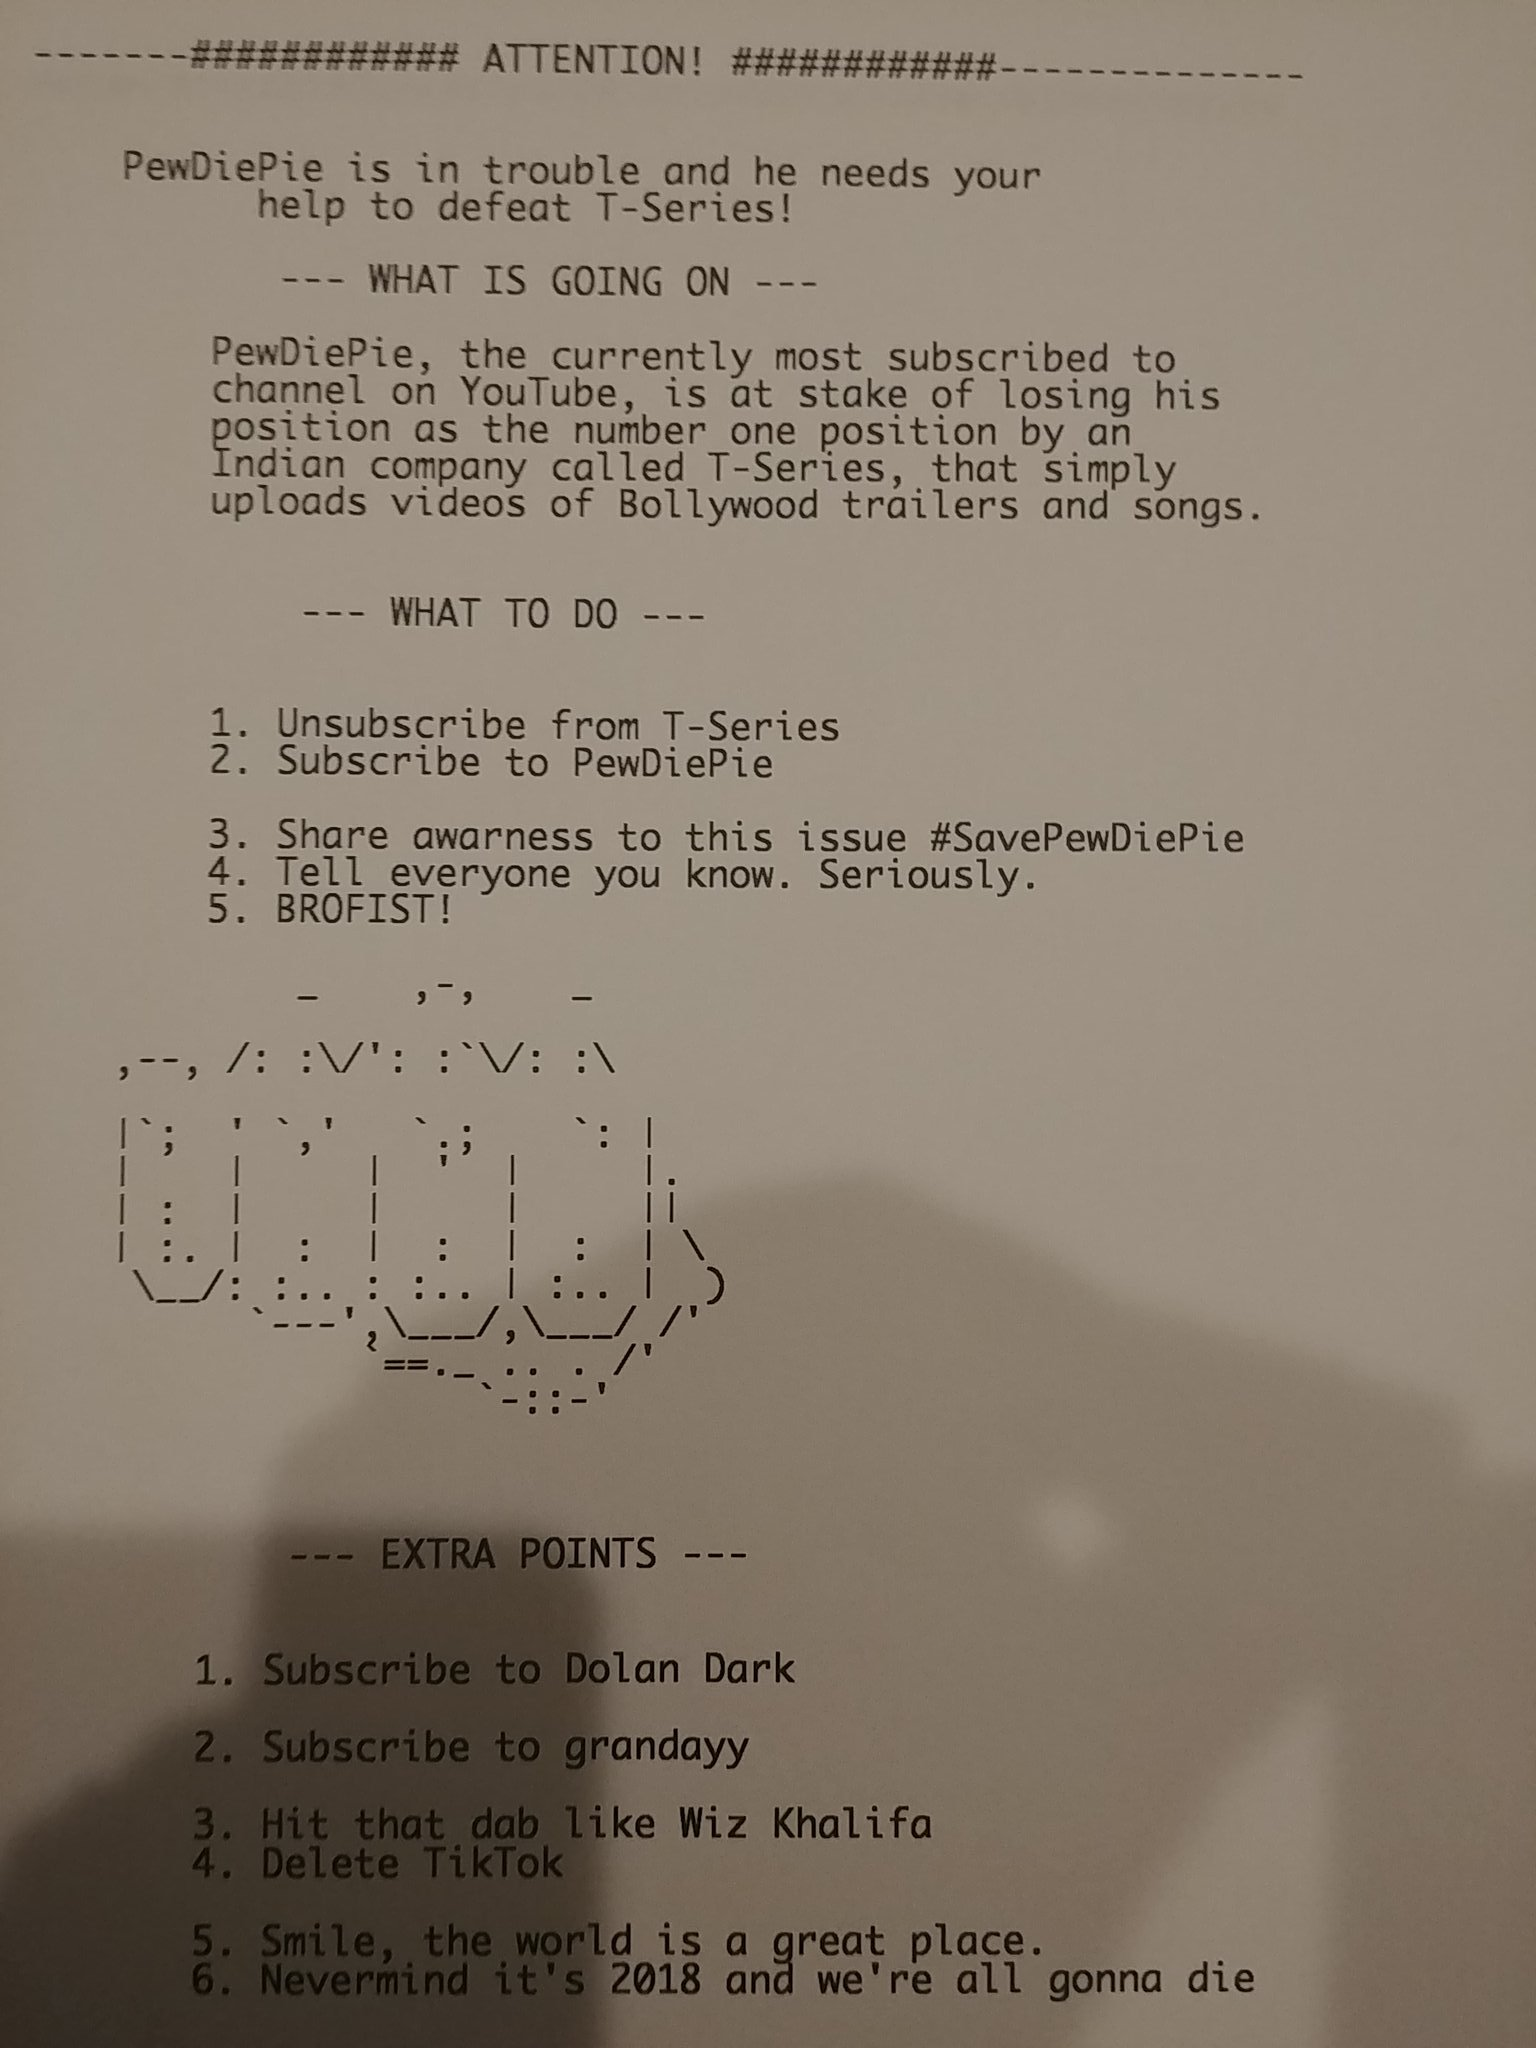 -------############ ATTENTION! ############--------------
PewDiePie is in trouble and he needs your
help to defeat T-Series!
--- WHAT IS GOING ON ---
PewDiePie, the currently most subscribed to
channel on YouTube, is at stake of losing his
position as the number one position by an
Indian company called T-Series, that simply
uploads videos of Bollywood trailers and songs.
--- WHAT TO DO ---
1. Unsubscribe from T-Series
2. Subscribe to PewDiePie
3. Share awarness to this issue #SavePewDiePie
4. Tell everyone you know. Seriously.
5. BROFIST!
--- EXTRA POINTS ---
1. Subscribe to Dolan Dark
2. Subscribe to grandayy
3. Hit that dab like Wiz Khalifa
4. Delete TikTok
5. Smile, the world is a great place.
6. Nevermind it's 2018 and we're all gonna die